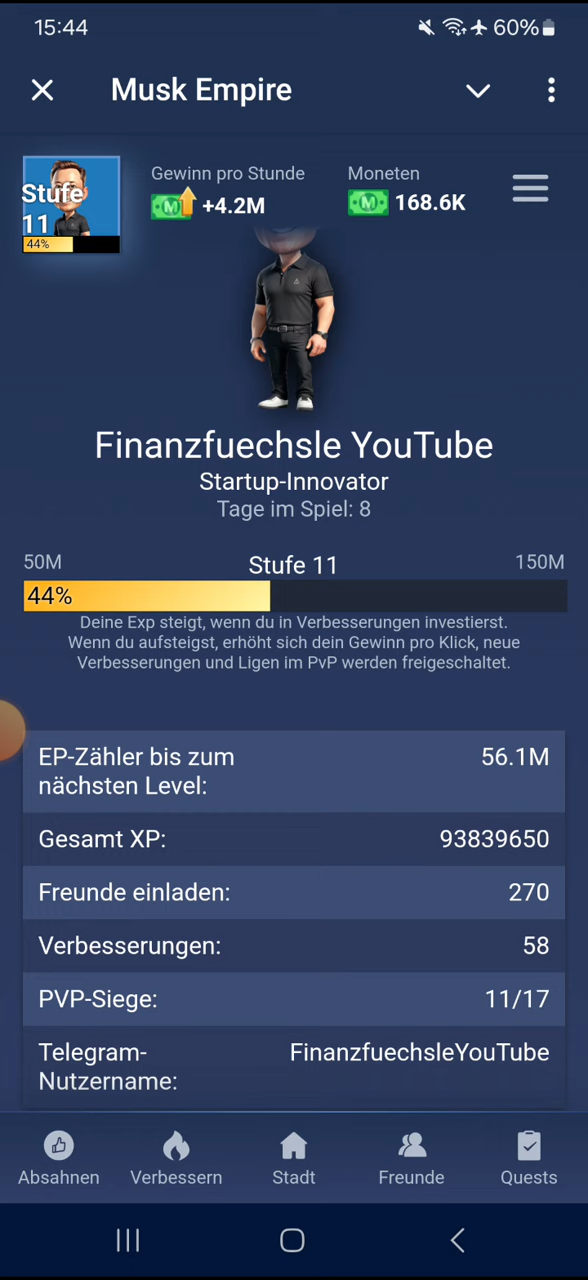 15:44
60%
Musk Empire
Stufe
11
44%
Gewinn pro Stunde
+4.2M
Moneten
168.6K
Finanzfuechsle YouTube
Startup-Innovator
Tage im Spiel: 8
50M
Stufe 11
150M
44%
Deine Exp steigt, wenn du in Verbesserungen investierst.
Wenn du aufsteigst, erhöht sich dein Gewinn pro Klick, neue
Verbesserungen und Ligen im PvP werden freigeschaltet.
EP-Zähler bis zum
nächsten Level:
56.1M
Gesamt XP:
93839650
Freunde einladen:
270
Verbesserungen:
58
PVP-Siege:
11/17
Telegram-
Nutzername:
FinanzfuechsleYouTube
Absahnen
Verbessern
Stadt
Freunde
Quests